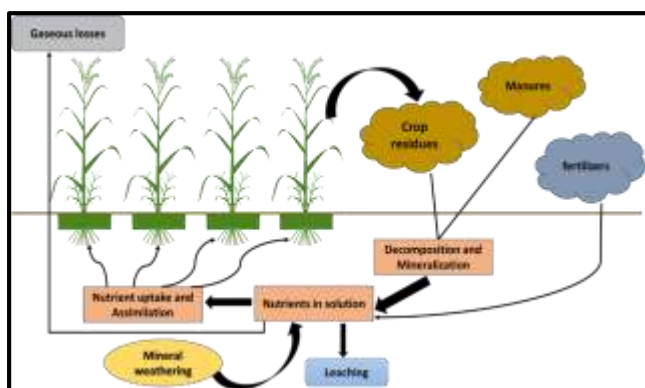 Gaseous losses
Manures
Crop
residues
fertilizers
Decomposition and
Mineralization
Nutrient uptake and
Assimilation
Nutrients in solution
Mineral
weathering
Leaching